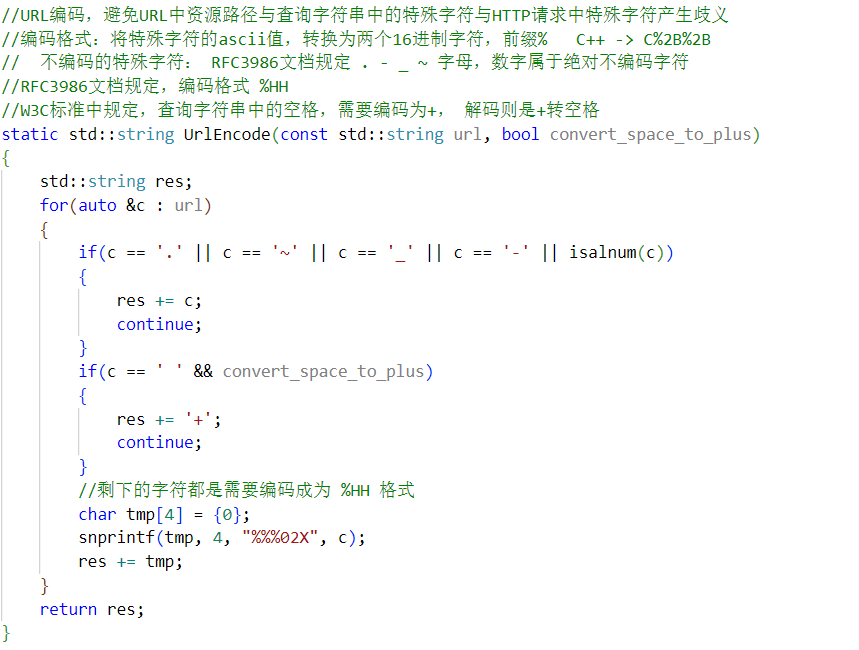 //URL编码，避免URL中资源路径与查询字符串中的特殊字符与HTTP请求中特殊字符产生歧义
//编码格式：将特殊字符的ascii值，转换为两个16进制字符，前缀%   C++ -> C%2B%2B
//  不编码的特殊字符： RFC3986文档规定 . - _ ~ 字母，数字属于绝对不编码字符
//RFC3986文档规定，编码格式 %HH
//W3C标准中规定，查询字符串中的空格，需要编码为+， 解码则是+转空格
static std::string UrlEncode(const std::string url, bool convert_space_to_plus)
{
    std::string res;
    for(auto &c : url)
    {
        if(c == '.' || c == '~' || c == '_' || c == '-' || isalnum(c))
        {
            res += c;
            continue;
        }
        if(c == ' ' && convert_space_to_plus)
        {
            res += '+';
            continue;
        }
        //剩下的字符都是需要编码成为 %HH 格式
        char tmp[4] = {0};
        snprintf(tmp, 4, "%%%02X", c);
        res += tmp;
    }
    return res;
}